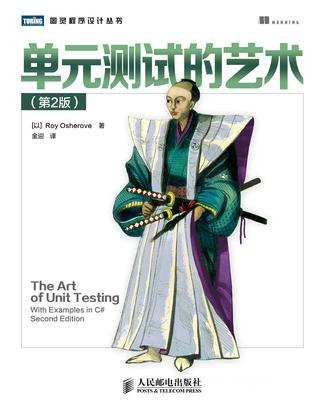 TURING 图灵程序设计丛书
MANNING
单元测试的艺术
（第2版）
[以] Roy Osherove 著
金迎 译
The Art
of Unit Testing
With Examples in C#
Second Edition
人民邮电出版社
POSTS & TELECOM PRESS